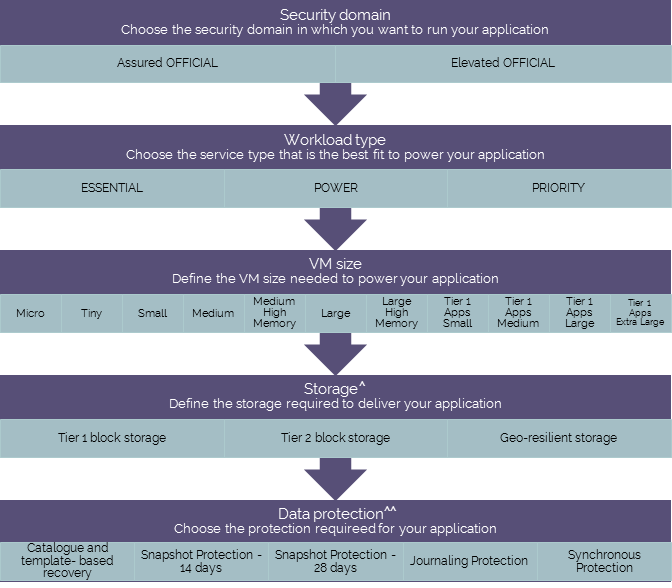 Security domain
Choose the security domain in which you want to run your application
Assured OFFICIAL
Elevated OFFICIAL
Workload type
Choose the service type that is the best fit to power your application
ESSENTIAL
POWER
PRIORITY
VM size
Define the VM size needed to power your application
Micro
Tiny
Small
Medium
Medium
High
Memory
Large
Large
High
Memory
Tier 1
Apps
Small
Tier 1
Apps
Medium
Tier 1
Apps
Large
Tier 1
Apps
Extra Large
Storage^
Define the storage required to deliver your application
Tier 1 block storage
Tier 2 block storage
Geo-resilient storage
Data protection^^
Choose the protection requireed for your application
Catalogue and
template- based
recovery
Snapshot Protection -
14 days
Snapshot Protection -
28 days
Journaling Protection
Synchronous
Protection